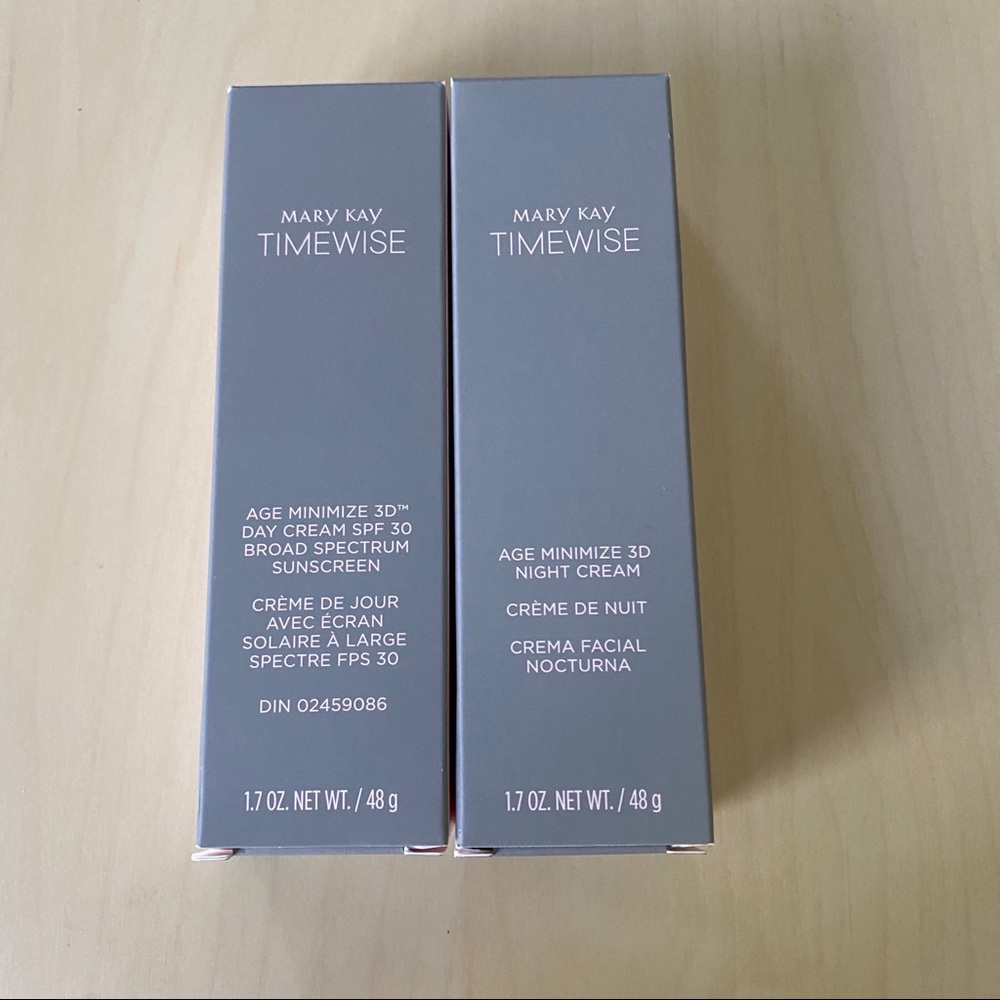 MARY KAY
TIMEWISE
AGE MINIMIZE 3D™
DAY CREAM SPF 30
BROAD SPECTRUM
SUNSCREEN
CRÈME DE JOUR
AVEC ÉCRAN
SOLAIRE À LARGE
SPECTRE FPS 30
DIN 02459086
1.7 OZ. NET WT. / 48 g
MARY KAY
TIMEWISE
AGE MINIMIZE 3D
NIGHT CREAM
CRÈME DE NUIT
CREMA FACIAL
NOCTURNA
1.7 OZ. NET WT. / 48 g